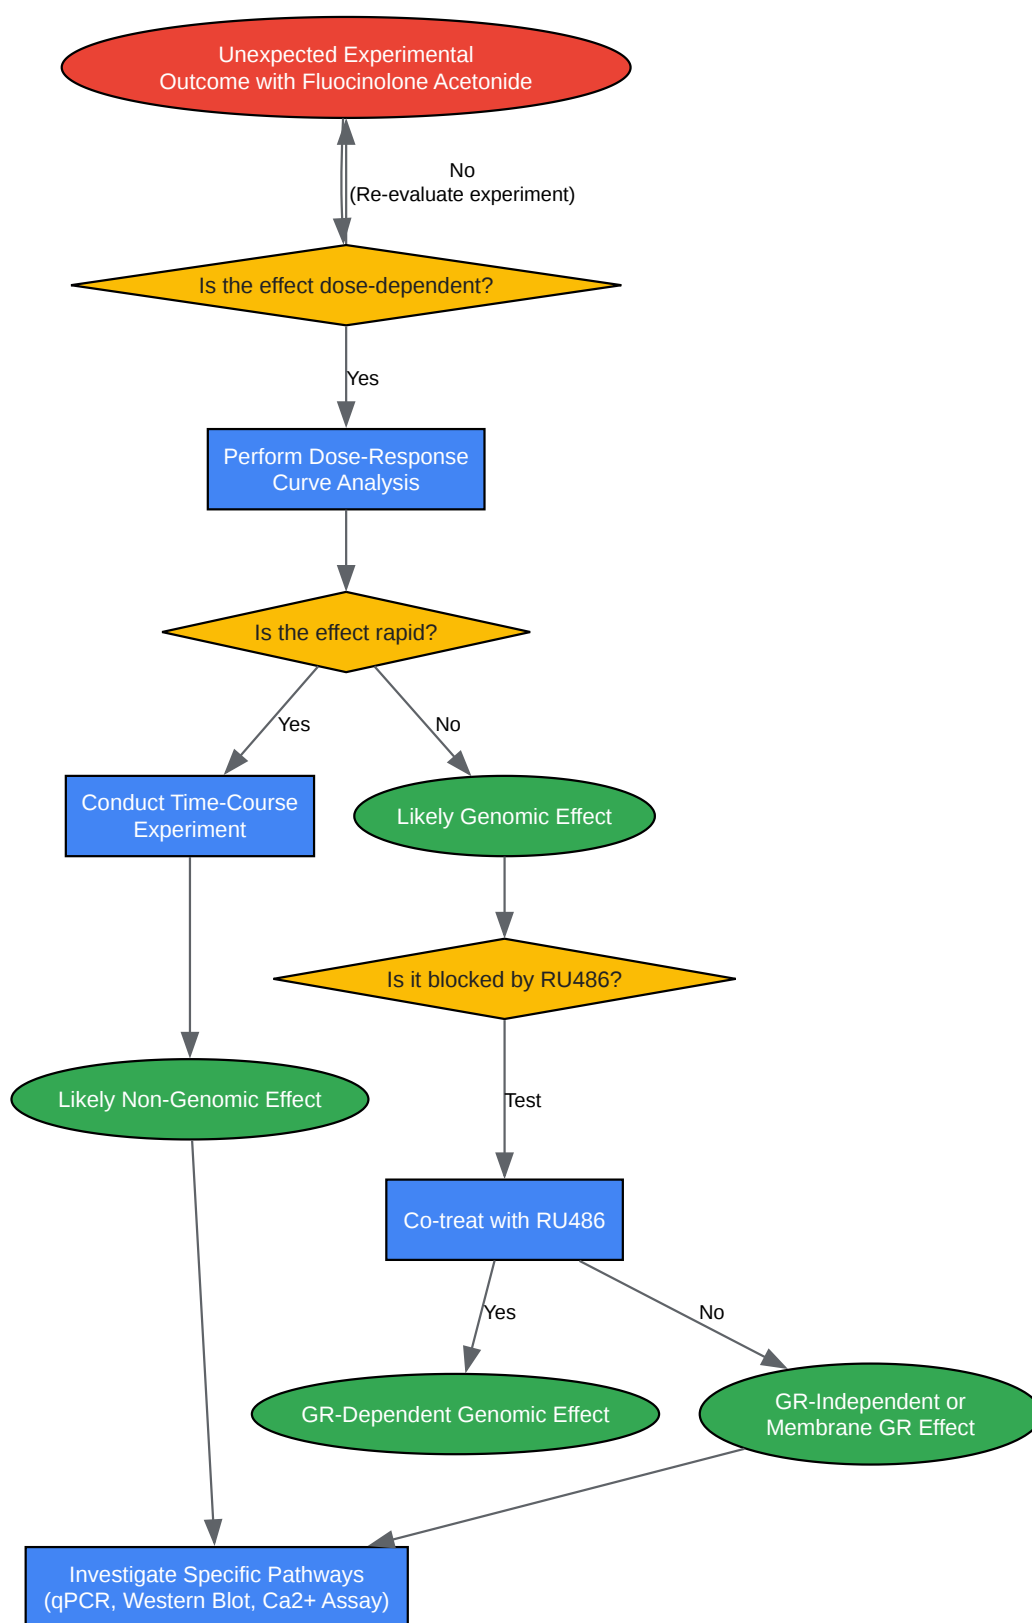 Unexpected Experimental
Outcome with Fluocinolone Acetonide
No
(Re-evaluate experiment)
Is the effect dose-dependent?
Yes
Perform Dose-Response
Curve Analysis
Is the effect rapid?
Yes
No
Conduct Time-Course
Experiment
Likely Genomic Effect
Is it blocked by RU486?
Likely Non-Genomic Effect
Test
Co-treat with RU486
Yes
No
GR-Dependent Genomic Effect
GR-Independent or
Membrane GR Effect
Investigate Specific Pathways
(qPCR, Western Blot, Ca2+ Assay)